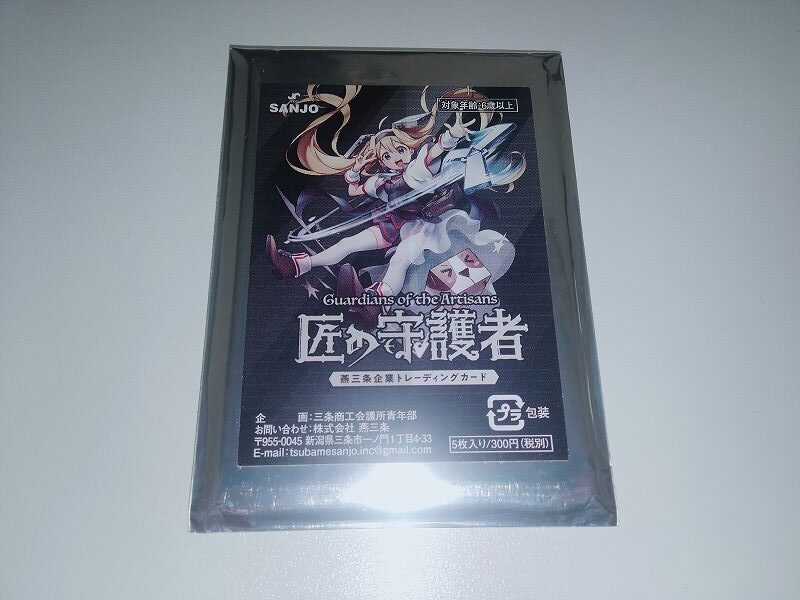 SANJO
対象年齢:6歳以上
Guardians of the Artisans
匠の守護者
燕三条企業トレーディングカード
企 画:三条商工会議所青年部
お問い合わせ:株式会社 燕三条
〒955-0045 新潟県三条市一ノ門1丁目4-33
E-mail:tsubamesanjo.inc@gmail.com
プラ 包装
5枚入り/300円(税別)